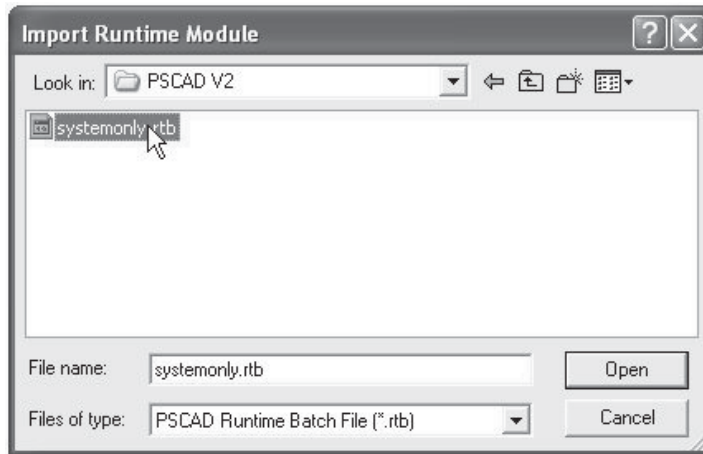 Import Runtime Module
Look in: PSCAD V2
systemonly.rtb
File name: systemonly.rtb
Open
Files of type: PSCAD Runtime Batch File (*.rtb)
Cancel